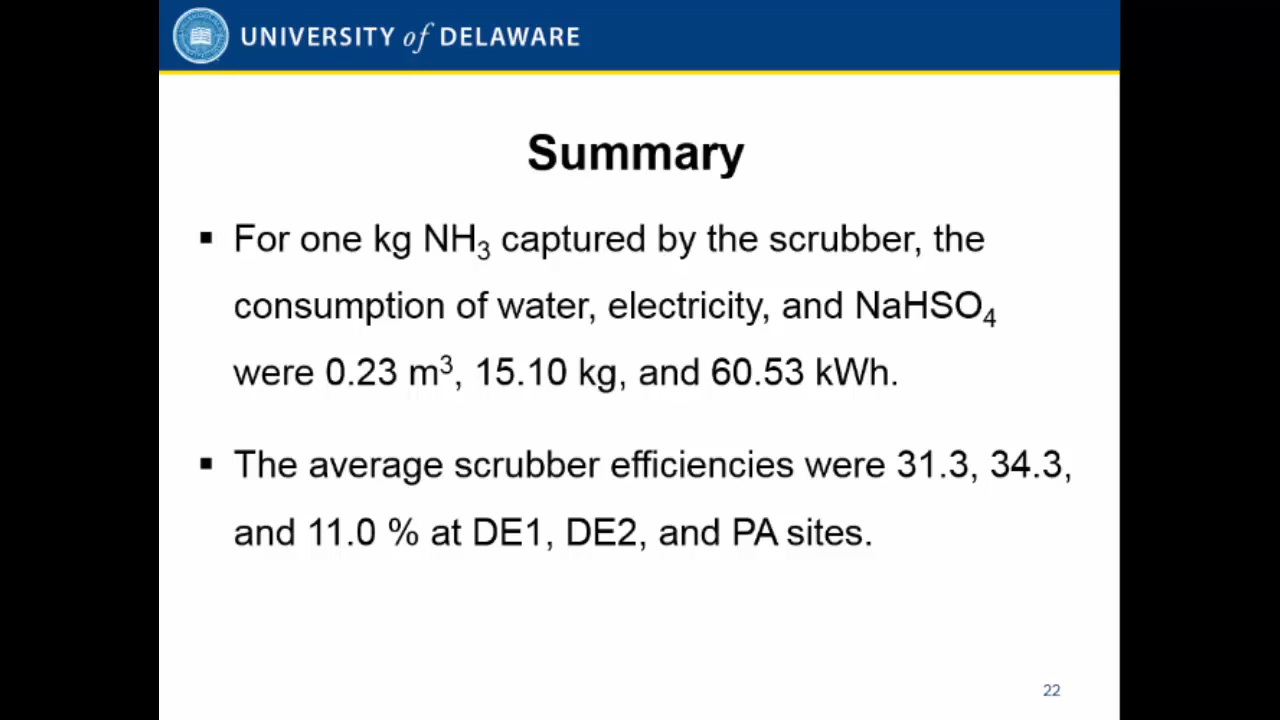 UNIVERSITY of DELAWARE
Summary
▪ For one kg NH₃ captured by the scrubber, the
consumption of water, electricity, and NaHSO₄
were 0.23 m³, 15.10 kg, and 60.53 kWh.
▪ The average scrubber efficiencies were 31.3, 34.3,
and 11.0 % at DE1, DE2, and PA sites.
22